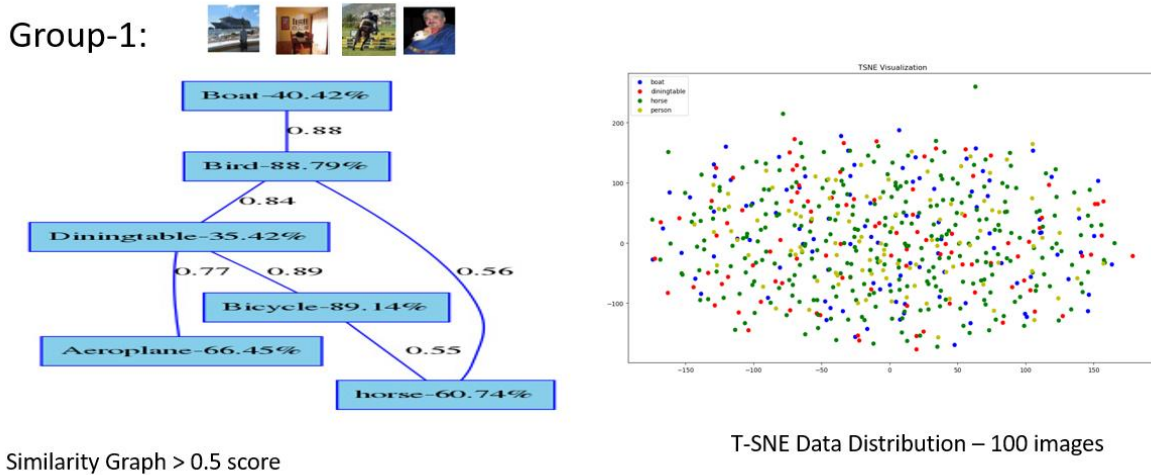 Group-1:
Boat-40.42%
0.88
Bird-88.79%
0.84
Diningtable-35.42%
0.77
0.89
0.56
Bicycle-89.14%
Aeroplane-66.45%
0.55
horse-60.74%
Similarity Graph > 0.5 score
TSNE Visualization
boat
diningtable
horse
person
200
100
0
−100
−150
−100
−50
0
50
100
150
T-SNE Data Distribution – 100 images